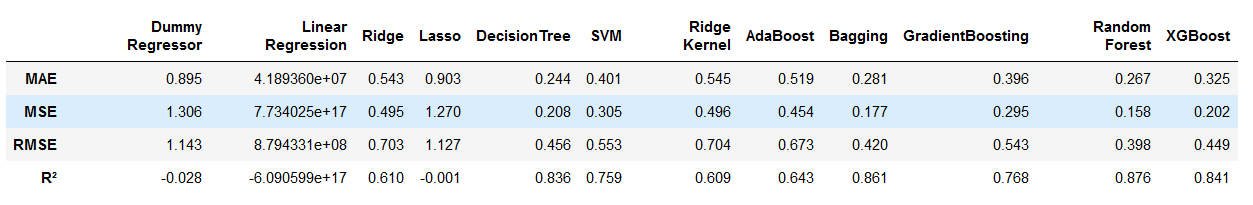 Dummy Regressor Linear Regression Ridge Lasso DecisionTree SVM Ridge Kernel AdaBoost Bagging GradientBoosting Random Forest XGBoost
MAE 0.895 4.189360e+07 0.543 0.903 0.244 0.401 0.545 0.519 0.281 0.396 0.267 0.325
MSE 1.306 7.734025e+17 0.495 1.270 0.208 0.305 0.496 0.454 0.177 0.295 0.158 0.202
RMSE 1.143 8.794331e+08 0.703 1.127 0.456 0.553 0.704 0.673 0.420 0.543 0.398 0.449
R² -0.028 -6.090599e+17 0.610 -0.001 0.836 0.759 0.609 0.643 0.861 0.768 0.876 0.841